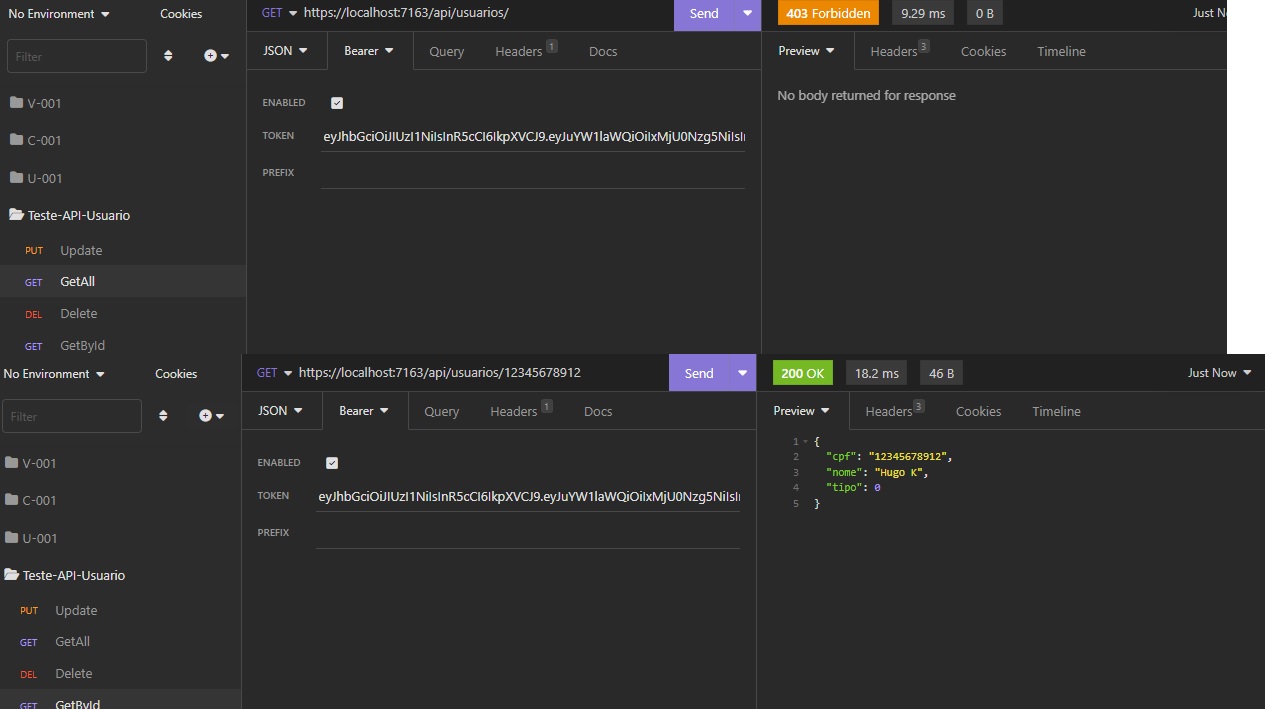 No Environment Cookies GET https://localhost:7163/api/usuarios/ Send 403 Forbidden 9.29 ms 0 B Just
Filter JSON Bearer Query Headers 1 Docs Preview Headers 3 Cookies Timeline
V-001
C-001
U-001
Teste-API-Usuario
PUT Update
GET GetAll
DEL Delete
GET GetById
ENABLED
TOKEN
PREFIX
No body returned for response
No Environment Cookies GET https://localhost:7163/api/usuarios/12345678912 Send 200 OK 18.2 ms 46 B Just Now
Filter JSON Bearer Query Headers 1 Docs Preview Headers 3 Cookies Timeline
V-001
C-001
U-001
Teste-API-Usuario
PUT Update
GET GetAll
DEL Delete
GET GetById
ENABLED
TOKEN
PREFIX
1 {
2 "cpf": "12345678912",
3 "nome": "Hugo K",
4 "tipo": 0
5 }